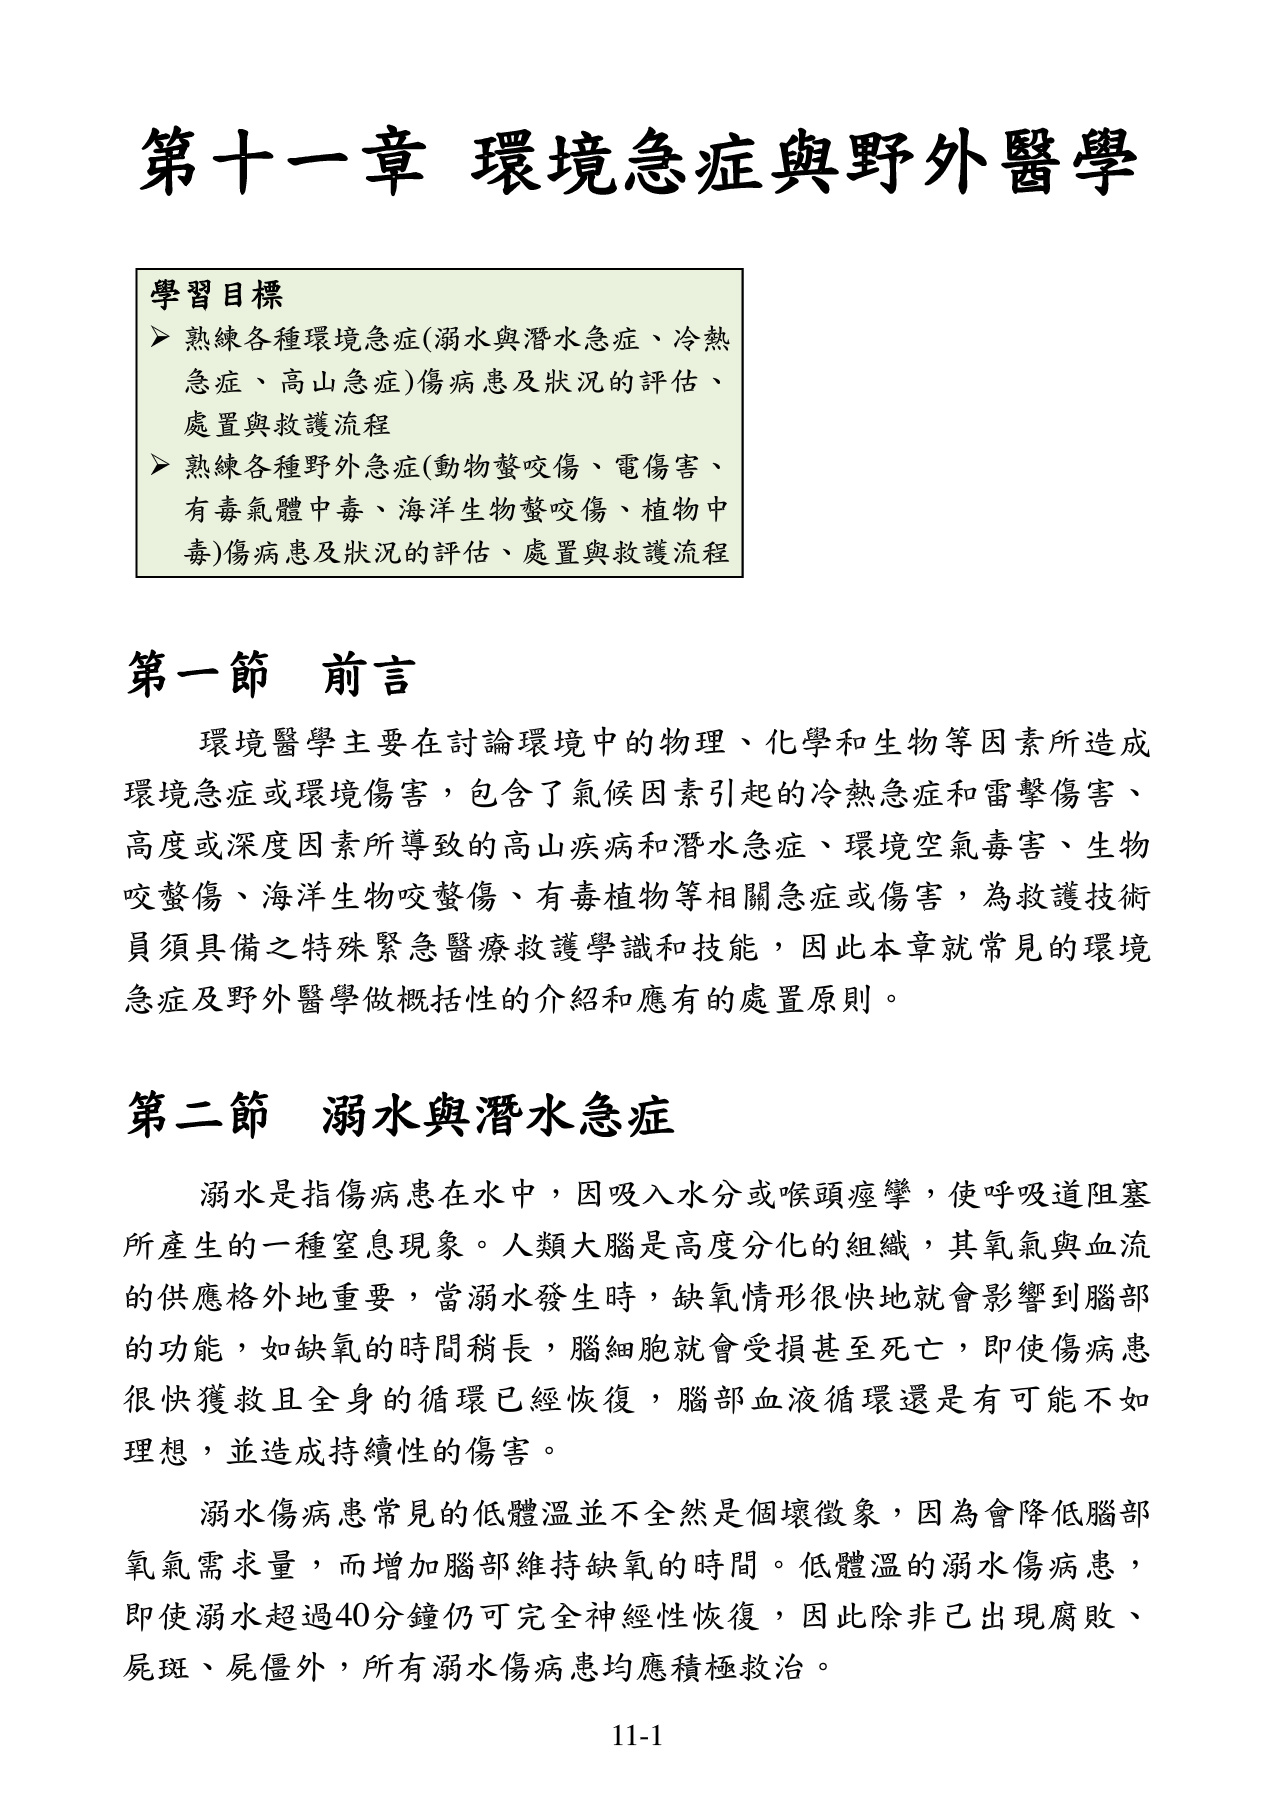 第十一章 環境急症與野外醫學
學習目標
➢ 熟練各種環境急症(溺水與潛水急症、冷熱
急症、高山急症)傷病患及狀況的評估、
處置與救護流程
➢ 熟練各種野外急症(動物螫咬傷、電傷害、
有毒氣體中毒、海洋生物螫咬傷、植物中
毒)傷病患及狀況的評估、處置與救護流程
第一節　前言
環境醫學主要在討論環境中的物理、化學和生物等因素所造成
環境急症或環境傷害，包含了氣候因素引起的冷熱急症和雷擊傷害、
高度或深度因素所導致的高山疾病和潛水急症、環境空氣毒害、生物
咬螫傷、海洋生物咬螫傷、有毒植物等相關急症或傷害，為救護技術
員須具備之特殊緊急醫療救護學識和技能，因此本章就常見的環境
急症及野外醫學做概括性的介紹和應有的處置原則。
第二節　溺水與潛水急症
溺水是指傷病患在水中，因吸入水分或喉頭痙攣，使呼吸道阻塞
所產生的一種窒息現象。人類大腦是高度分化的組織，其氧氣與血流
的供應格外地重要，當溺水發生時，缺氧情形很快地就會影響到腦部
的功能，如缺氧的時間稍長，腦細胞就會受損甚至死亡，即使傷病患
很快獲救且全身的循環已經恢復，腦部血液循環還是有可能不如
理想，並造成持續性的傷害。
溺水傷病患常見的低體溫並不全然是個壞徵象，因為會降低腦部
氧氣需求量，而增加腦部維持缺氧的時間。低體溫的溺水傷病患，
即使溺水超過40分鐘仍可完全神經性恢復，因此除非己出現腐敗、
屍斑、屍僵外，所有溺水傷病患均應積極救治。
11-1